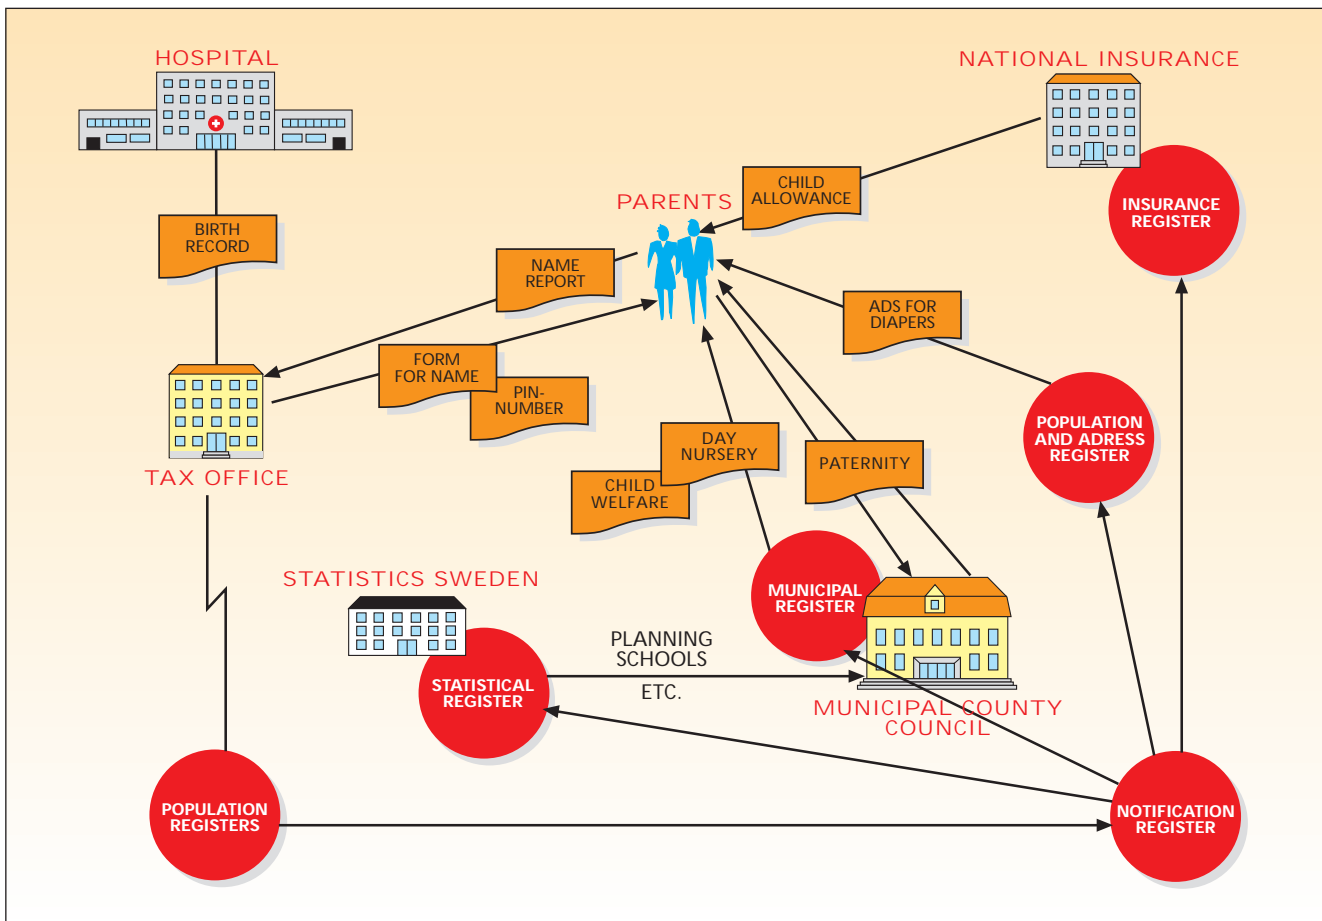 HOSPITAL
NATIONAL INSURANCE
CHILD
ALLOWANCE
PARENTS
INSURANCE
REGISTER
BIRTH
RECORD
NAME
REPORT
ADS FOR
DIAPERS
FORM
FOR NAME
PIN-
NUMBER
POPULATION
AND ADRESS
REGISTER
DAY
NURSERY
TAX OFFICE
PATERNITY
CHILD
WELFARE
STATISTICS SWEDEN
MUNICIPAL
REGISTER
PLANNING
SCHOOLS
ETC.
STATISTICAL
REGISTER
MUNICIPAL COUNTY
COUNCIL
POPULATION
REGISTERS
NOTIFICATION
REGISTER